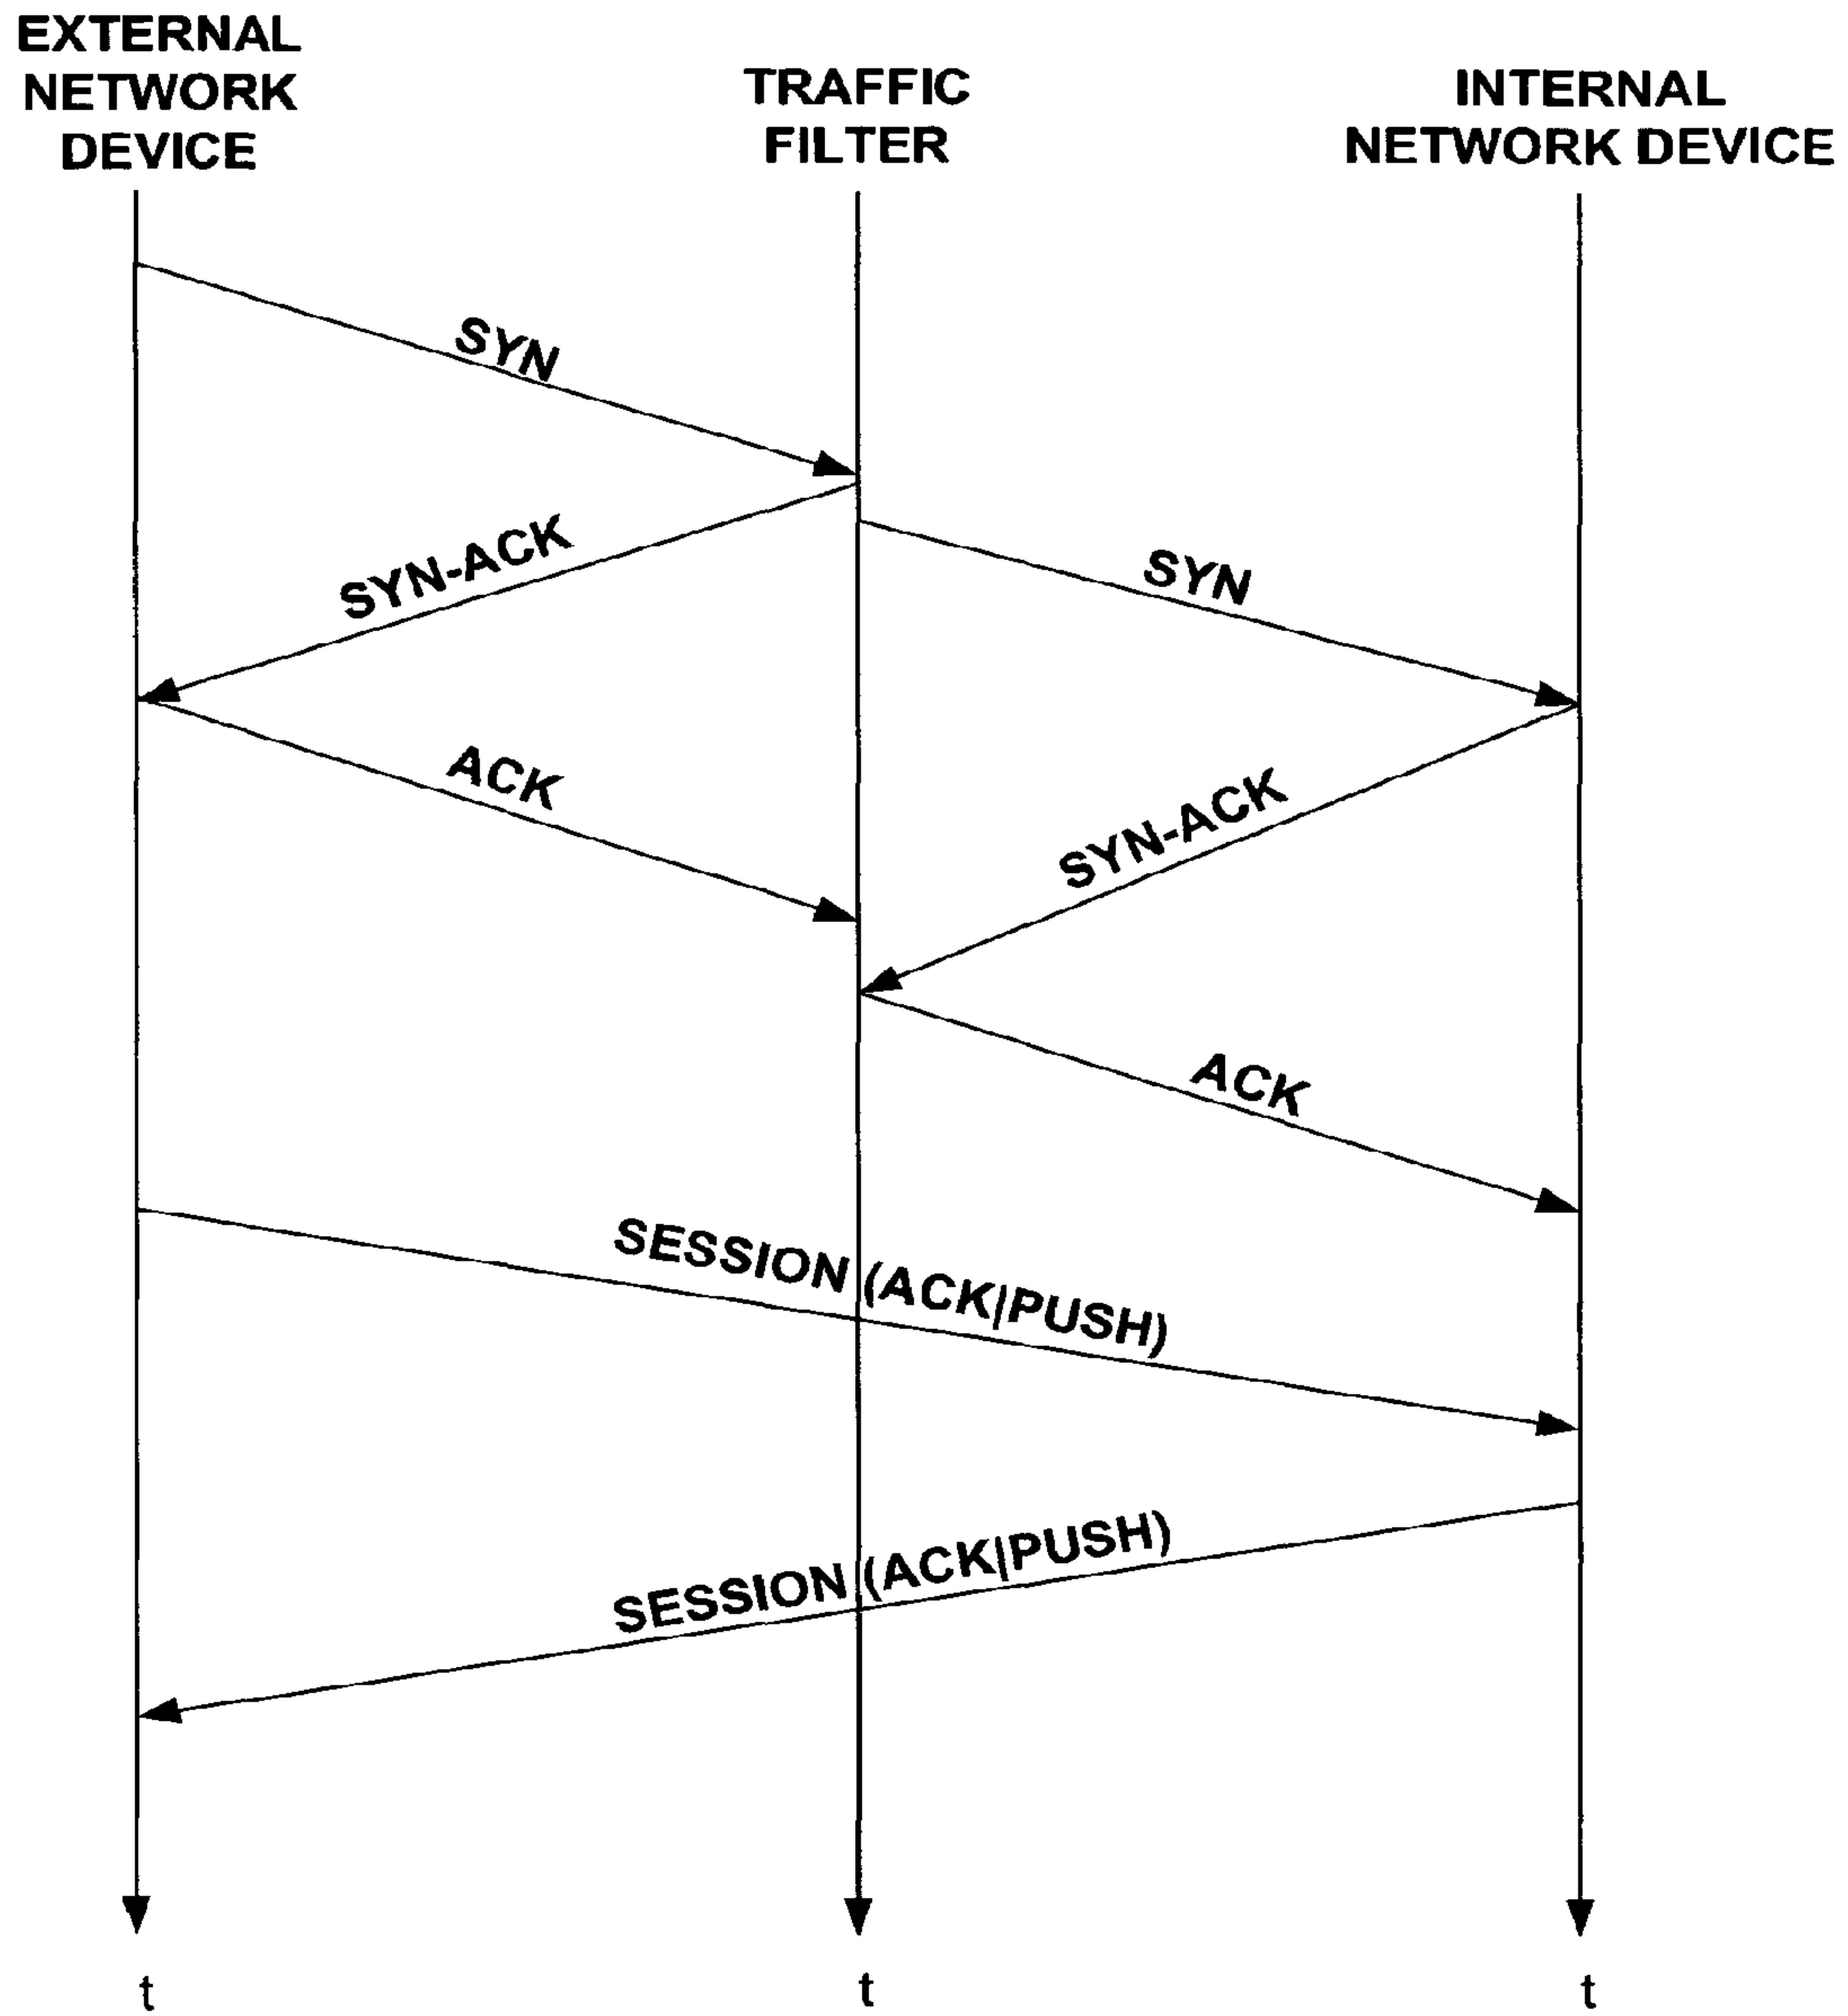 EXTERNAL
NETWORK
DEVICE
TRAFFIC
FILTER
INTERNAL
NETWORK DEVICE
SYN
SYN-ACK
SYN
ACK
SYN-ACK
ACK
SESSION (ACK|PUSH)
SESSION (ACK|PUSH)
t
t
t